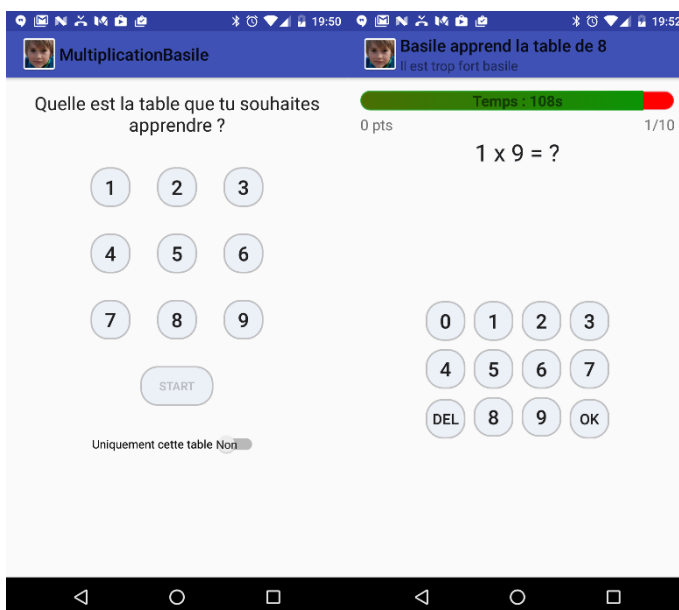 19:50
MultiplicationBasile
Quelle est la table que tu souhaites
apprendre ?
1 2 3
4 5 6
7 8 9
START
Uniquement cette table Non
19:52
Basile apprend la table de 8
Il est trop fort basile
Temps : 108s
0 pts 1/10
1 x 9 = ?
0 1 2 3
4 5 6 7
DEL 8 9 OK